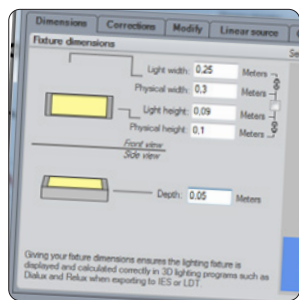 Dimensions Corrections Modify Linear source
Fixture dimensions
Se
Light width: 0,25 Meters
Physical width: 0,3 Meters
Light height: 0,09 Meters
Physical height: 0,1 Meters
Front view
Side view
Depth: 0.05 Meters
Giving your fixture dimensions ensures the lighting fixture is
displayed and calculated correctly in 3D lighting programs such as
Dialux and Relux when exporting to IES or LDT.